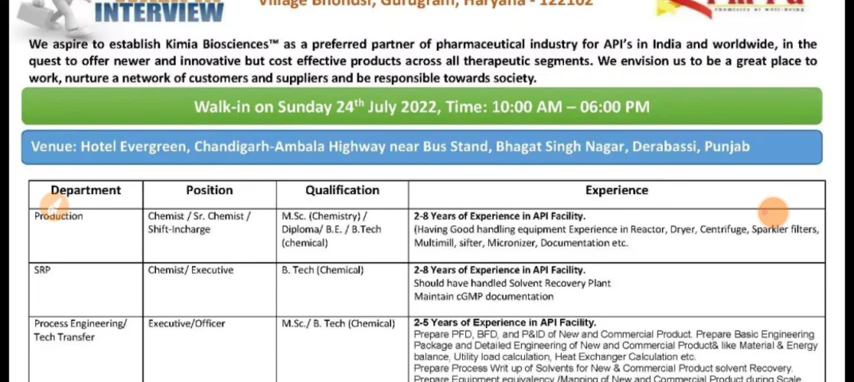 INTERVIEW
Village Bhondsi, Gurugram, Haryana - 122102
We aspire to establish Kimia Biosciences™ as a preferred partner of pharmaceutical industry for API's in India and worldwide, in the
quest to offer newer and innovative but cost effective products across all therapeutic segments. We envision us to be a great place to
work, nurture a network of customers and suppliers and be responsible towards society.
Walk-in on Sunday 24th July 2022, Time: 10:00 AM – 06:00 PM
Venue: Hotel Evergreen, Chandigarh-Ambala Highway near Bus Stand, Bhagat Singh Nagar, Derabassi, Punjab
Department Position Qualification Experience
Production Chemist / Sr. Chemist / M.Sc. (Chemistry) / 2-8 Years of Experience in API Facility.
Shift-Incharge Diploma/ B.E. / B.Tech (Having Good handling equipment Experience in Reactor, Dryer, Centrifuge, Sparkler filters,
(chemical) Multimill, sifter, Micronizer, Documentation etc.
SRP Chemist/ Executive B. Tech (Chemical) 2-8 Years of Experience in API Facility.
Should have handled Solvent Recovery Plant
Maintain cGMP documentation
Process Engineering/ Executive/Officer M.Sc./ B. Tech (Chemical) 2-5 Years of Experience in API Facility.
Tech Transfer Prepare PFD, BFD, and P&ID of New and Commercial Product. Prepare Basic Engineering
Package and Detailed Engineering of New and Commercial Product& like Material & Energy
balance, Utility load calculation, Heat Exchanger Calculation etc.
Prepare Process Writ up of Solvents for New & Commercial Product solvent Recovery.
Prepare Equipment equivalency /Mapping of New and Commercial Product during Scale